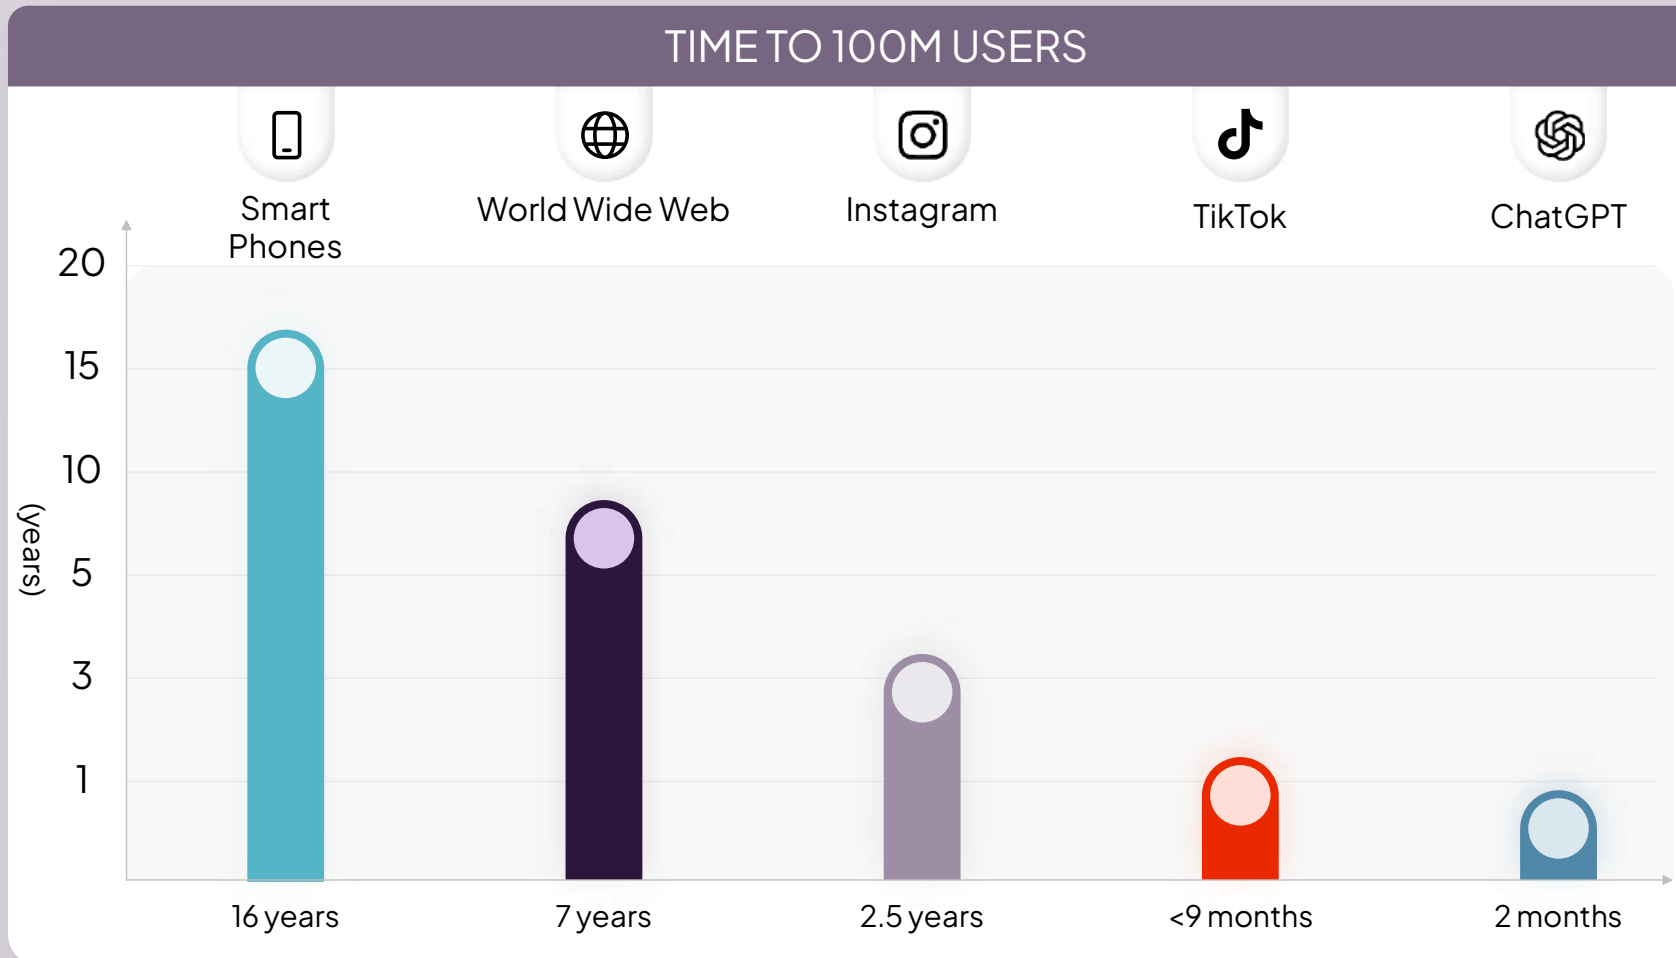 TIME TO 100M USERS
Smart
Phones
World Wide Web
Instagram
TikTok
ChatGPT
20
15
10
5
3
1
(years)
16 years
7 years
2.5 years
<9 months
2 months